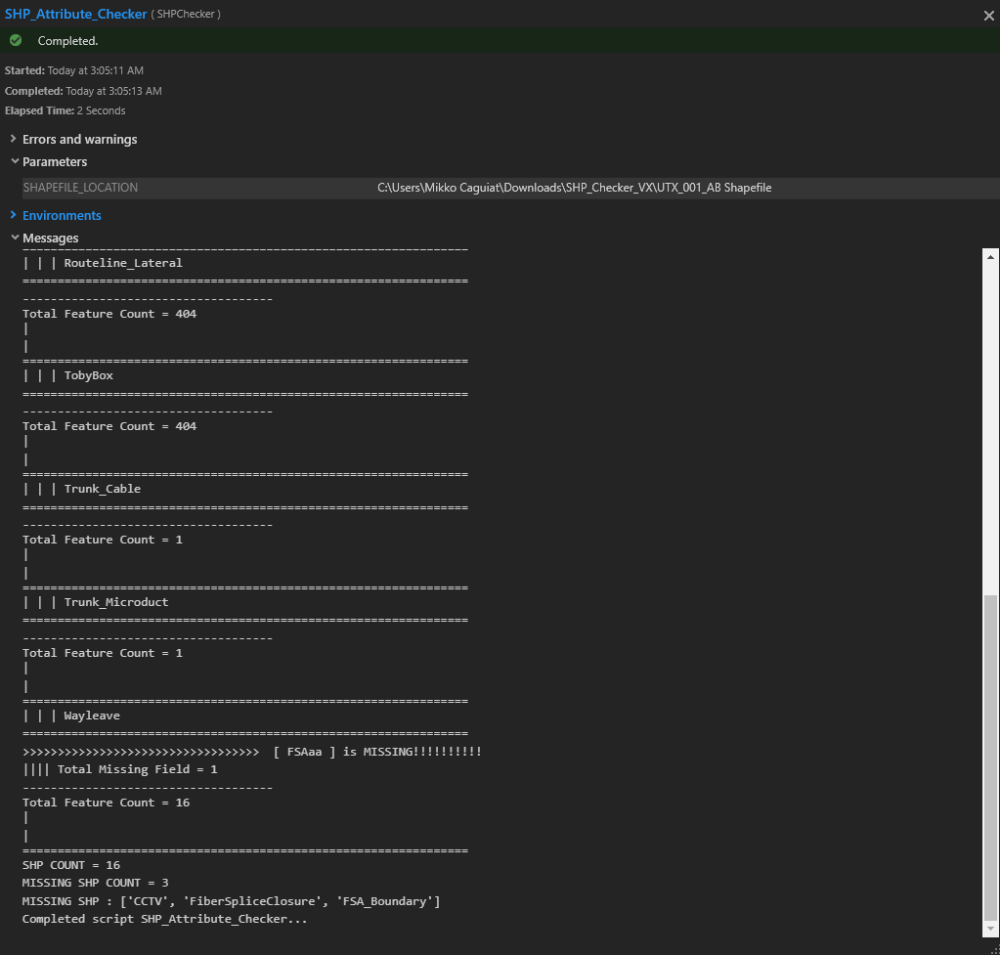 SHP_Attribute_Checker ( SHPChecker )
Completed.
Started: Today at 3:05:11 AM
Completed: Today at 3:05:13 AM
Elapsed Time: 2 Seconds
Errors and warnings
Parameters
SHAPEFILE_LOCATION C:\Users\Mikko Caguiat\Downloads\SHP_Checker_VX\UTX_001_AB Shapefile
Environments
Messages
================================================================
| | | Routeline_Lateral
================================================================
------------------------------------
Total Feature Count = 404
|
|
================================================================
| | | TobyBox
================================================================
------------------------------------
Total Feature Count = 404
|
|
================================================================
| | | Trunk_Cable
================================================================
------------------------------------
Total Feature Count = 1
|
|
================================================================
| | | Trunk_Microduct
================================================================
------------------------------------
Total Feature Count = 1
|
|
================================================================
| | | Wayleave
================================================================
>>>>>>>>>>>>>>>>>>>>>>>>>>>>>>>>>>  [ FSAaa ] is MISSING!!!!!!!!!!
|||| Total Missing Field = 1
------------------------------------
Total Feature Count = 16
|
|
================================================================
SHP COUNT = 16
MISSING SHP COUNT = 3
MISSING SHP : ['CCTV', 'FiberSpliceClosure', 'FSA_Boundary']
Completed script SHP_Attribute_Checker...